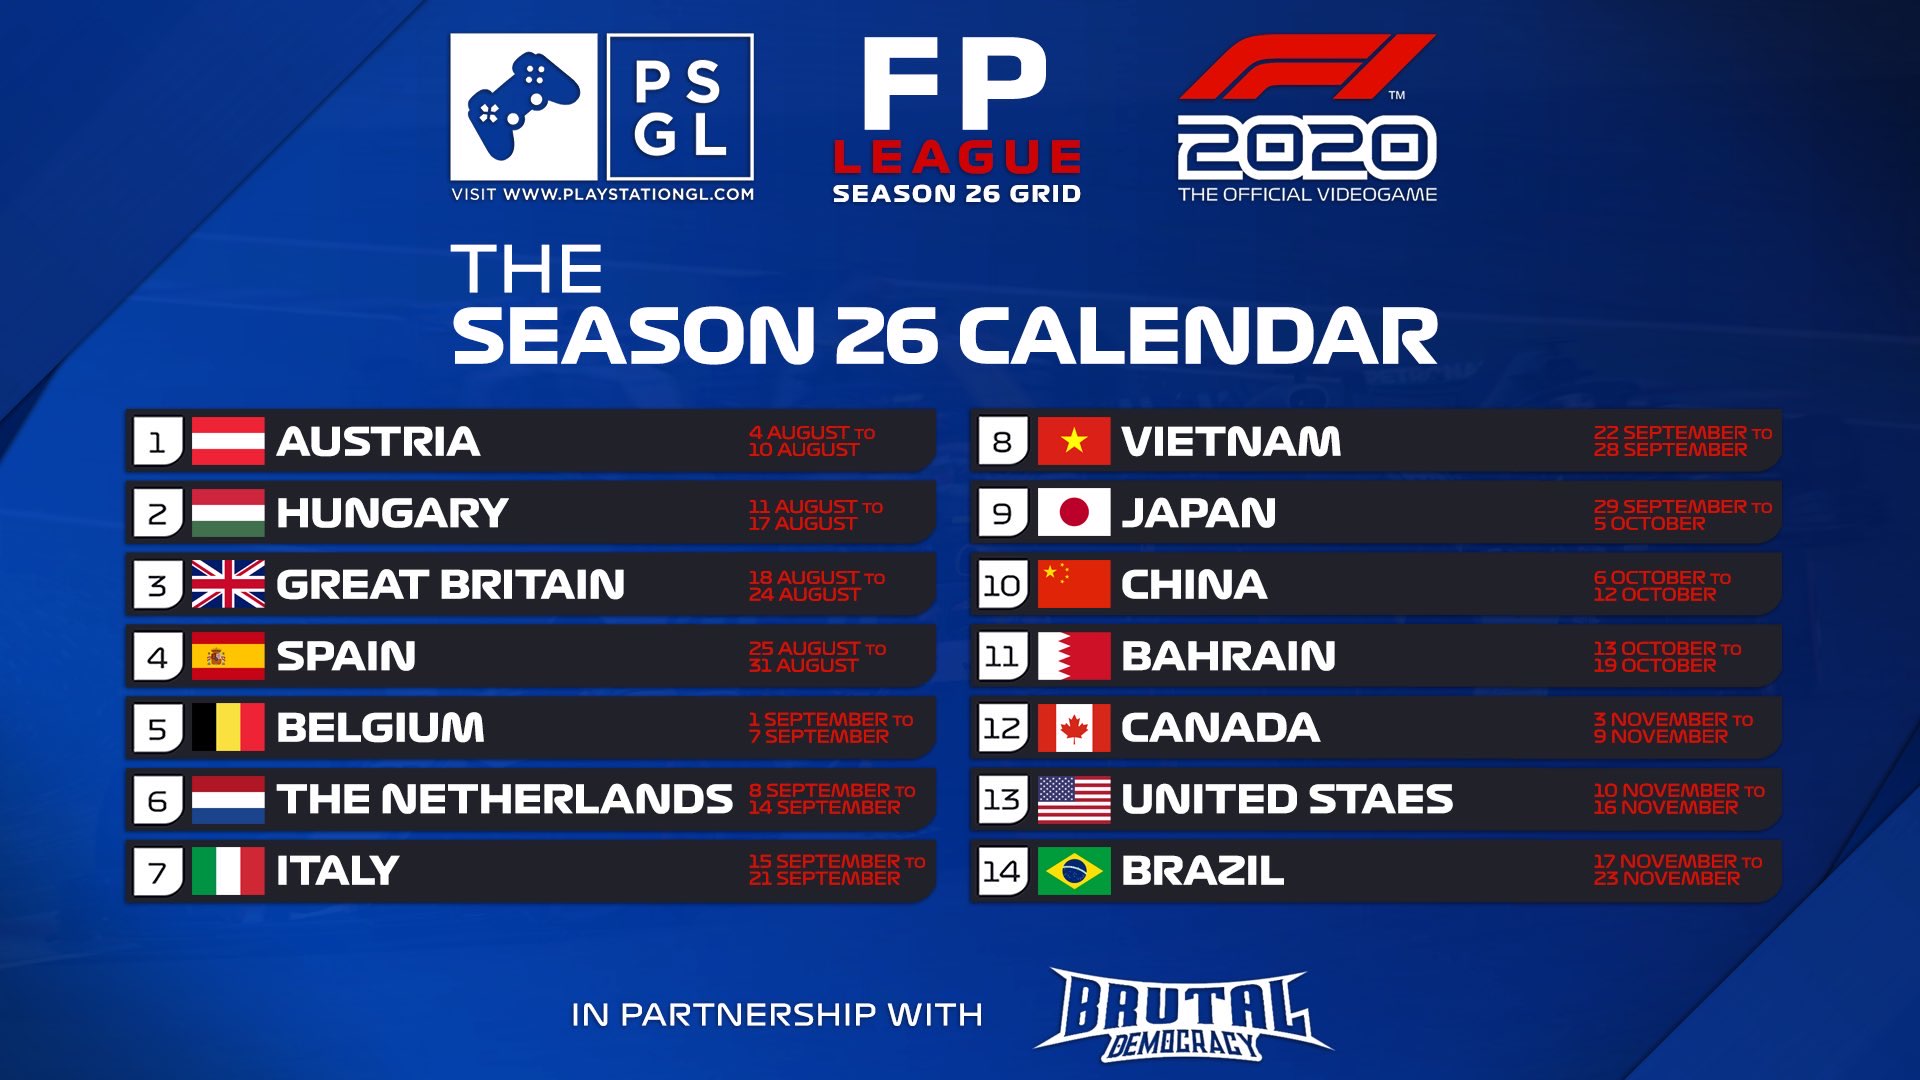 PS
GL
VISIT WWW.PLAYSTATIONGL.COM
FP
LEAGUE
SEASON 26 GRID
F1 TM
2020
THE OFFICIAL VIDEOGAME
THE
SEASON 26 CALENDAR
1 AUSTRIA 4 AUGUST TO
10 AUGUST
2 HUNGARY 11 AUGUST TO
17 AUGUST
3 GREAT BRITAIN 18 AUGUST TO
24 AUGUST
4 SPAIN 25 AUGUST TO
31 AUGUST
5 BELGIUM 1 SEPTEMBER TO
7 SEPTEMBER
6 THE NETHERLANDS 8 SEPTEMBER TO
14 SEPTEMBER
7 ITALY 15 SEPTEMBER TO
21 SEPTEMBER
8 VIETNAM 22 SEPTEMBER TO
28 SEPTEMBER
9 JAPAN 29 SEPTEMBER TO
5 OCTOBER
10 CHINA 6 OCTOBER TO
12 OCTOBER
11 BAHRAIN 13 OCTOBER TO
19 OCTOBER
12 CANADA 3 NOVEMBER TO
9 NOVEMBER
13 UNITED STAES 10 NOVEMBER TO
16 NOVEMBER
14 BRAZIL 17 NOVEMBER TO
23 NOVEMBER
IN PARTNERSHIP WITH
BRUTAL
DEMOCRACY